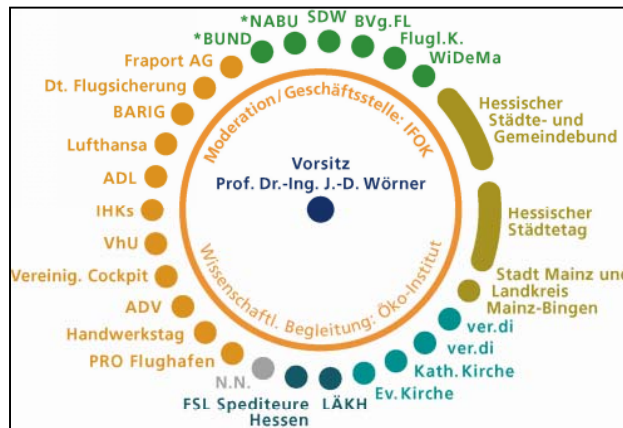 *NABU
SDW
BVg.FL
*BUND
Flugl.K.
WiDeMa
Fraport AG
Dt. Flugsicherung
BARIG
Lufthansa
ADL
IHKs
VhU
Vereinig. Cockpit
ADV
Handwerkstag
PRO Flughafen
N.N.
FSL Spediteure
Hessen
LÄKH
Ev. Kirche
Kath. Kirche
ver.di
ver.di
Stadt Mainz und
Landkreis
Mainz-Bingen
Hessischer
Städtetag
Hessischer
Städte- und
Gemeindebund
Moderation/Geschäftsstelle: IFOK
Vorsitz
Prof. Dr.-Ing. J.-D. Wörner
Wissenschaftl. Begleitung: Öko-Institut